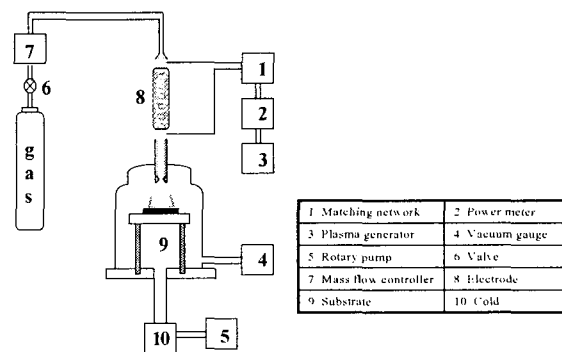 7
6
gas
8
1
2
3
9
4
10
5
1 Matching network 2 Power meter
3 Plasma generator 4 Vacuum gauge
5 Rotary pump 6 Valve
7 Mass flow controller 8 Electrode
9 Substrate 10 Cold